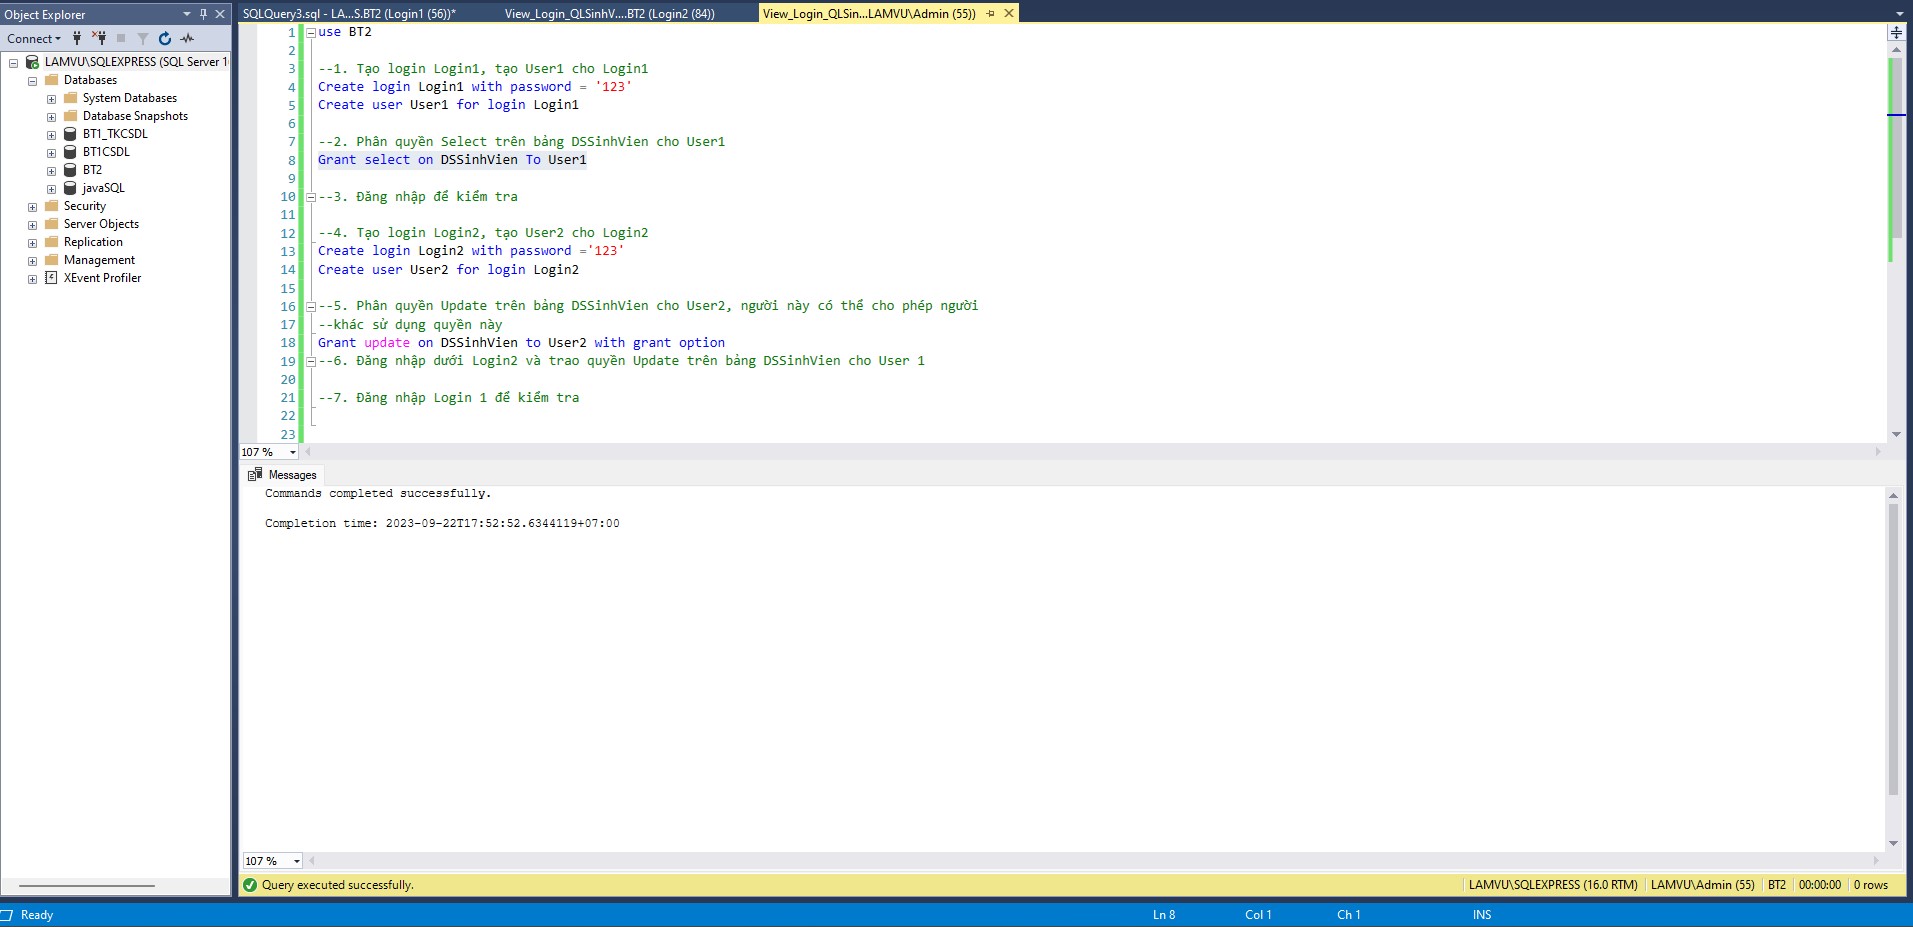 Object Explorer
Connect
LAMVU\SQLEXPRESS (SQL Server 1
Databases
System Databases
Database Snapshots
BT1_TKCSDL
BT1CSDL
BT2
javaSQL
Security
Server Objects
Replication
Management
XEvent Profiler
SQLQuery3.sql - LA...S.BT2 (Login1 (56))*
View_Login_QLSinhV....BT2 (Login2 (84))
View_Login_QLSin...LAMVU\Admin (55))
1 use BT2
2
3 --1. Tạo login Login1, tạo User1 cho Login1
4 Create login Login1 with password = '123'
5 Create user User1 for login Login1
6
7 --2. Phân quyền Select trên bảng DSSinhVien cho User1
8 Grant select on DSSinhVien To User1
9
10 --3. Đăng nhập để kiểm tra
11
12 --4. Tạo login Login2, tạo User2 cho Login2
13 Create login Login2 with password ='123'
14 Create user User2 for login Login2
15
16 --5. Phân quyền Update trên bảng DSSinhVien cho User2, người này có thể cho phép người
17 --khác sử dụng quyền này
18 Grant update on DSSinhVien to User2 with grant option
19 --6. Đăng nhập dưới Login2 và trao quyền Update trên bảng DSSinhVien cho User 1
20
21 --7. Đăng nhập Login 1 để kiểm tra
22
23
107 %
Messages
Commands completed successfully.
Completion time: 2023-09-22T17:52:52.6344119+07:00
107 %
Query executed successfully.
LAMVU\SQLEXPRESS (16.0 RTM)
LAMVU\Admin (55)
BT2
00:00:00
0 rows
Ready
Ln 8
Col 1
Ch 1
INS